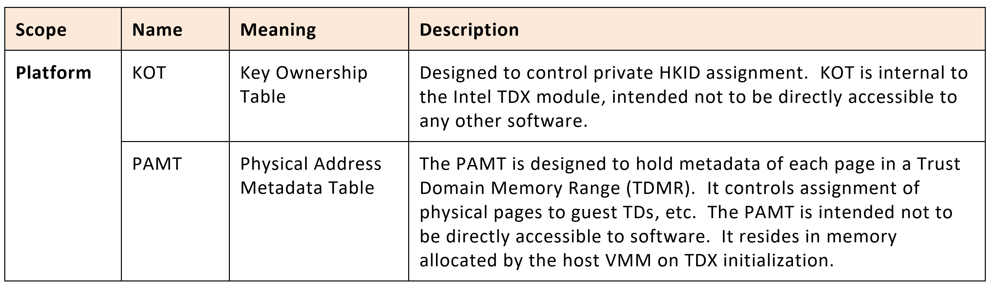 Scope Name Meaning Description
Platform KOT Key Ownership Designed to control private HKID assignment. KOT is internal to
Table the Intel TDX module, intended not to be directly accessible to
any other software.
PAMT Physical Address The PAMT is designed to hold metadata of each page in a Trust
Metadata Table Domain Memory Range (TDMR). It controls assignment of
physical pages to guest TDs, etc. The PAMT is intended not to
be directly accessible to software. It resides in memory
allocated by the host VMM on TDX initialization.